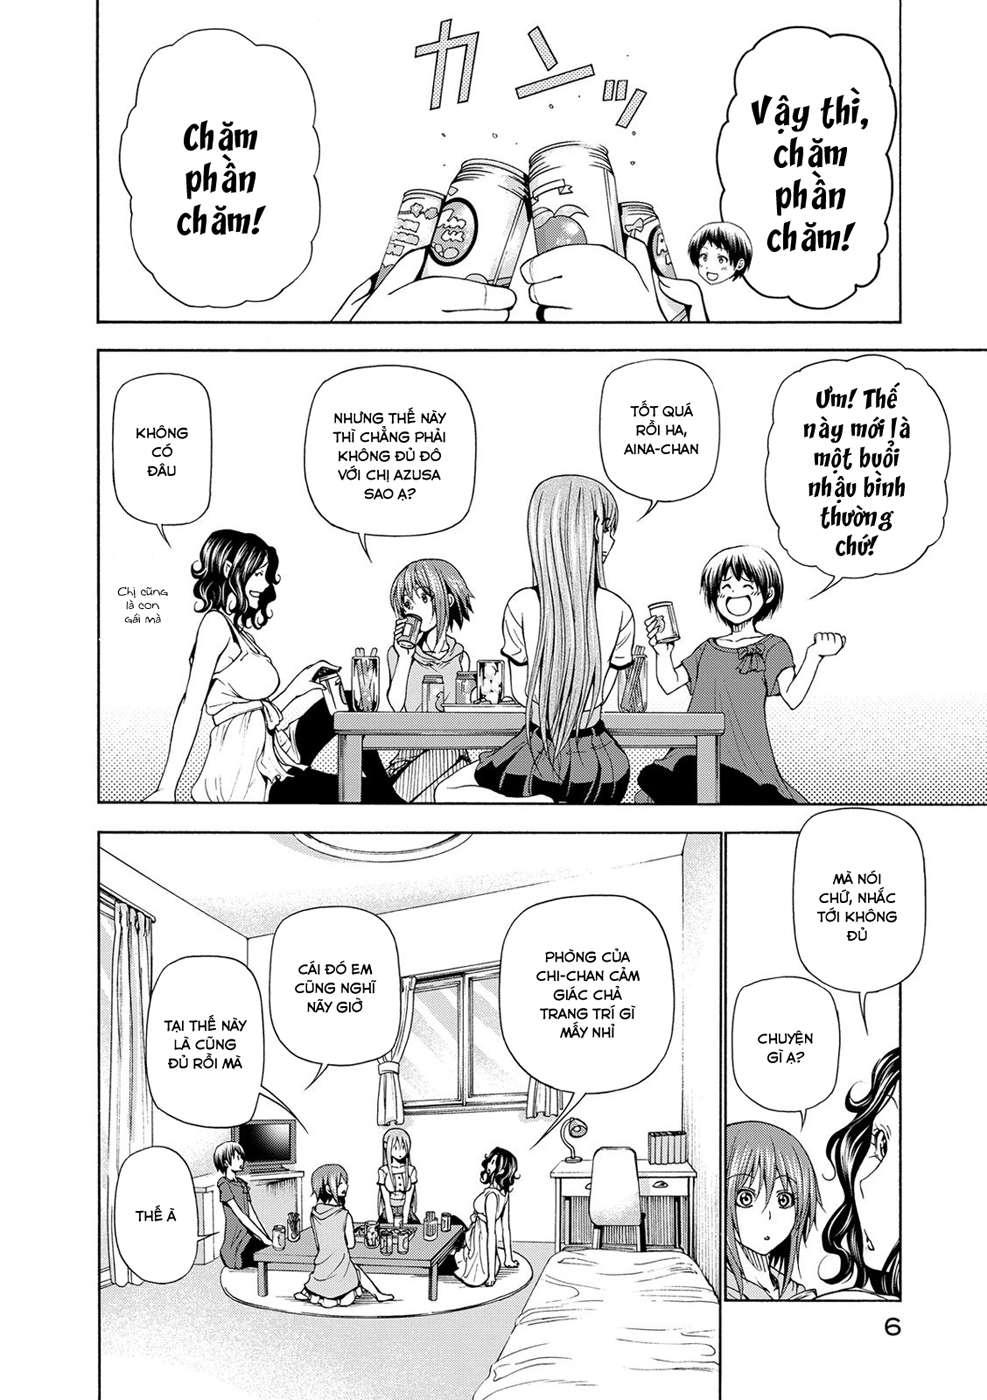 カンッ
Vậy thì,
chăm
phần
chăm!
Chăm
phần
chăm!
Ưm! Thế
này mới là
một buổi
nhậu bình
thường
chứ!
TỐT QUÁ
RỒI HA,
AINA-CHAN
NHƯNG THẾ NÀY
THÌ CHẲNG PHẢI
KHÔNG ĐỦ ĐÔ
VỚI CHỊ AZUSA
SAO Ạ?
KHÔNG
CÓ
ĐÂU
Chị cũng
là con
gái mà
MÀ NÓI
CHỨ, NHẮC
TỚI KHÔNG
ĐỦ
CHUYỆN
GÌ Ạ?
PHÒNG CỦA
CHI-CHAN CẢM
GIÁC CHẢ
TRANG TRÍ GÌ
MẤY NHỈ
CÁI ĐÓ EM
CŨNG NGHĨ
NÃY GIỜ
TẠI THẾ NÀY
LÀ CŨNG
ĐỦ RỒI MÀ
THẾ À
6